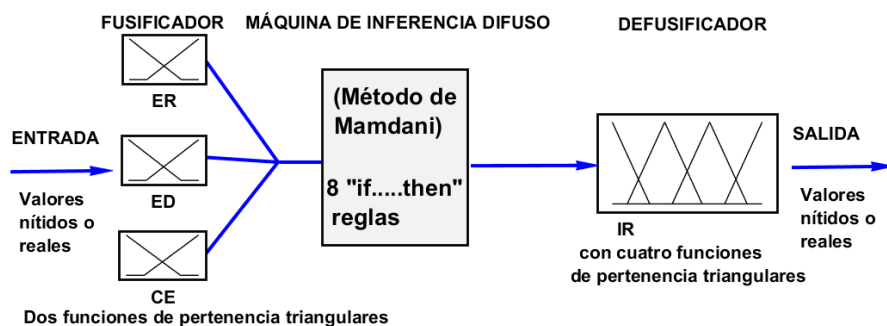 FUSIFICADOR
MÁQUINA DE INFERENCIA DIFUSO
DEFUSIFICADOR
ER
ENTRADA
Valores
nítidos o
reales
ED
CE
Dos funciones de pertenencia triangulares
(Método de
Mamdani)
8 "if.....then"
reglas
IR
con cuatro funciones
de pertenencia triangulares
SALIDA
Valores
nítidos o
reales